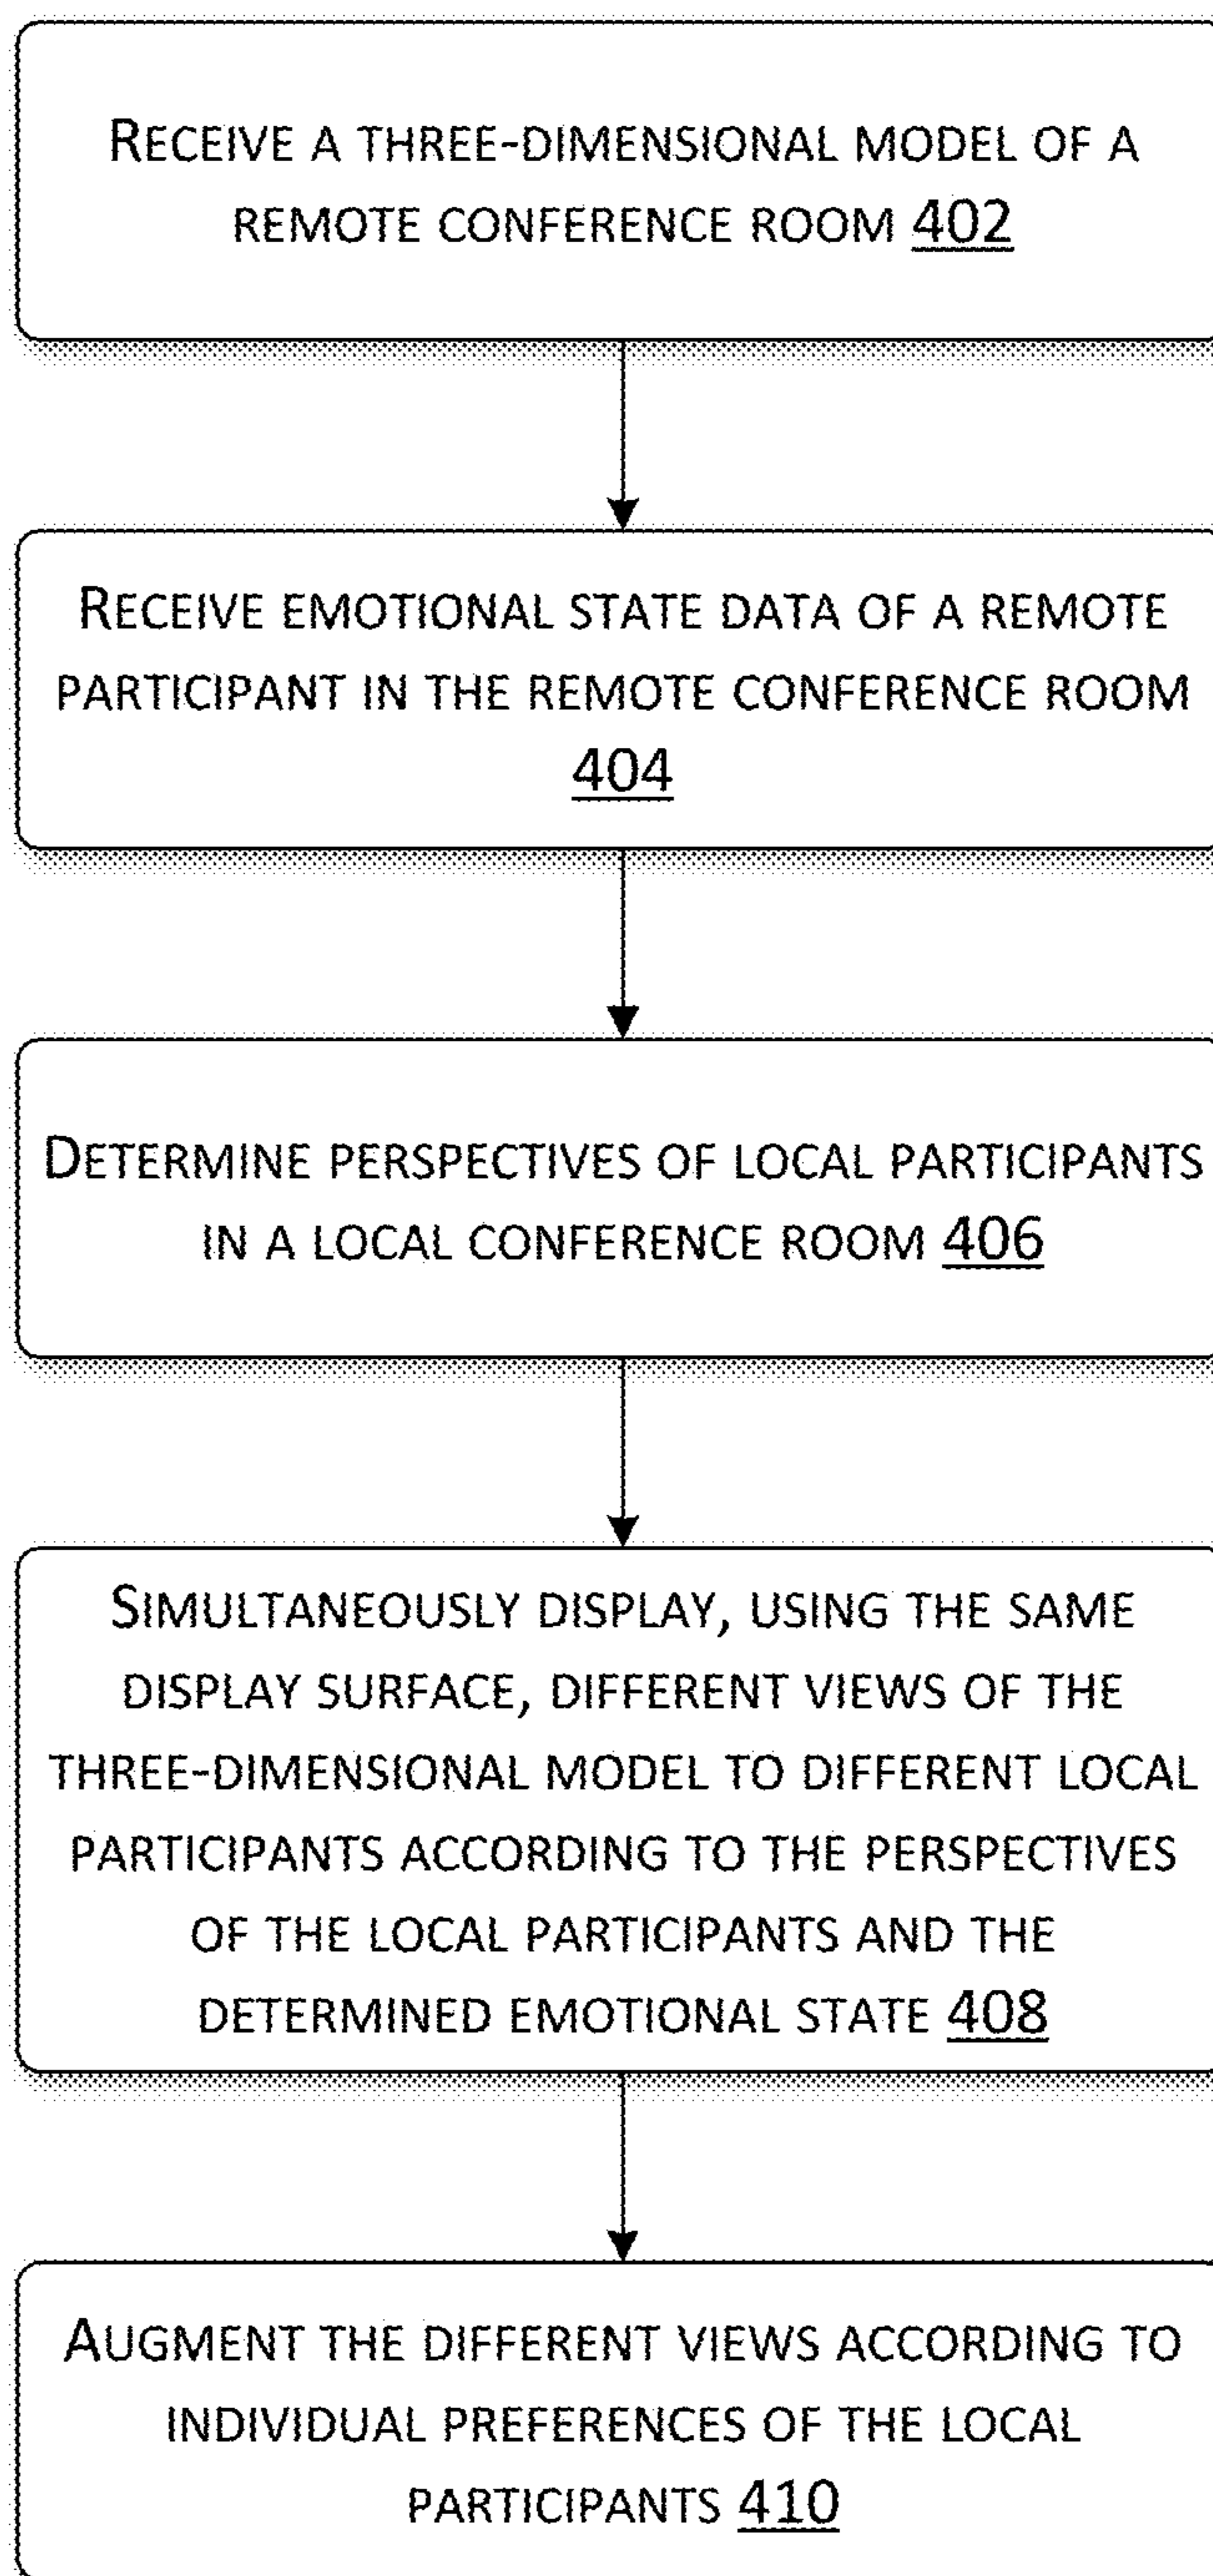 RECEIVE A THREE-DIMENSIONAL MODEL OF A
REMOTE CONFERENCE ROOM 402
RECEIVE EMOTIONAL STATE DATA OF A REMOTE
PARTICIPANT IN THE REMOTE CONFERENCE ROOM
404
DETERMINE PERSPECTIVES OF LOCAL PARTICIPANTS
IN A LOCAL CONFERENCE ROOM 406
SIMULTANEOUSLY DISPLAY, USING THE SAME
DISPLAY SURFACE, DIFFERENT VIEWS OF THE
THREE-DIMENSIONAL MODEL TO DIFFERENT LOCAL
PARTICIPANTS ACCORDING TO THE PERSPECTIVES
OF THE LOCAL PARTICIPANTS AND THE
DETERMINED EMOTIONAL STATE 408
AUGMENT THE DIFFERENT VIEWS ACCORDING TO
INDIVIDUAL PREFERENCES OF THE LOCAL
PARTICIPANTS 410